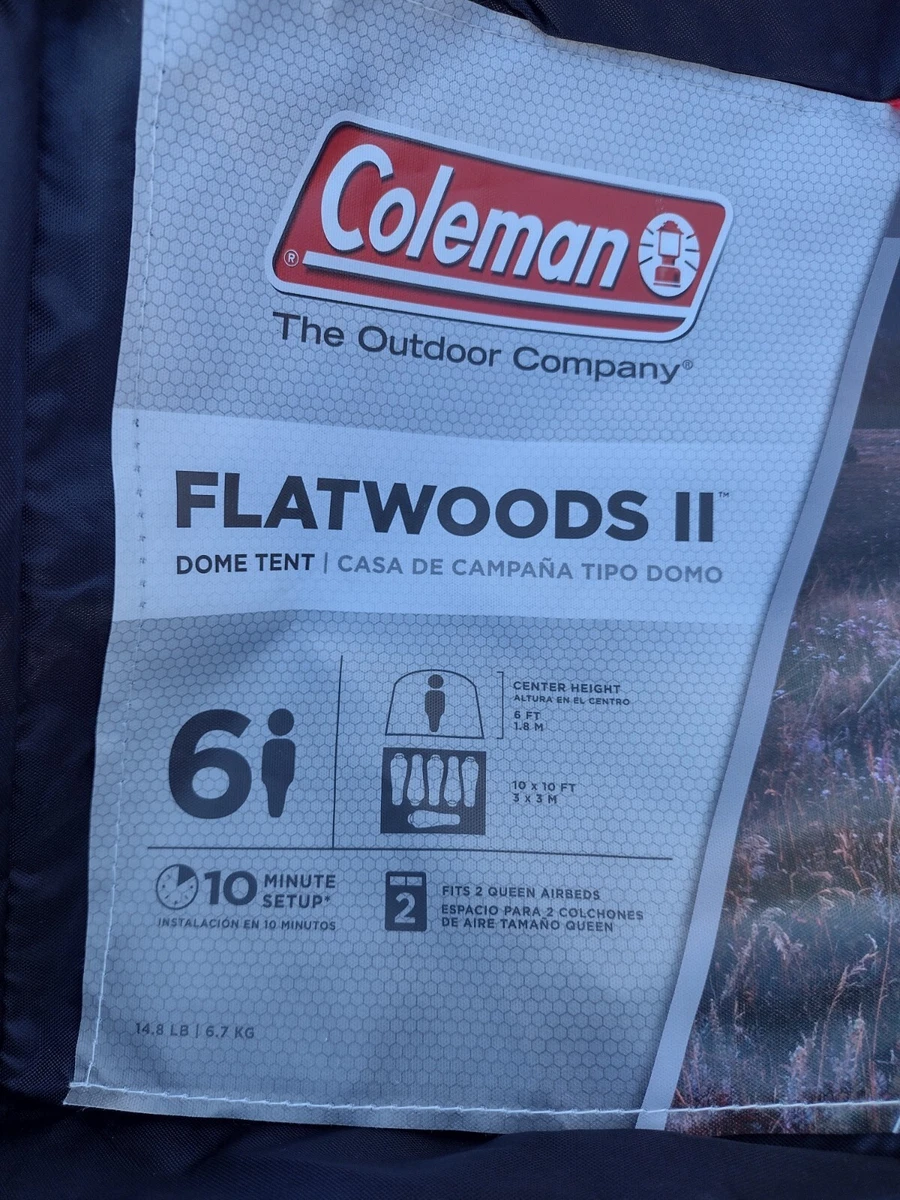 Coleman
®
The Outdoor Company®
FLATWOODS II™
DOME TENT | CASA DE CAMPAÑA TIPO DOMO
6
CENTER HEIGHT
ALTURA EN EL CENTRO
6 FT
1.8 M
10 x 10 FT
3 x 3 M
10 MINUTE
SETUP*
INSTALACIÓN EN 10 MINUTOS
2
FITS 2 QUEEN AIRBEDS
ESPACIO PARA 2 COLCHONES
DE AIRE TAMAÑO QUEEN
14.8 LB | 6.7 KG